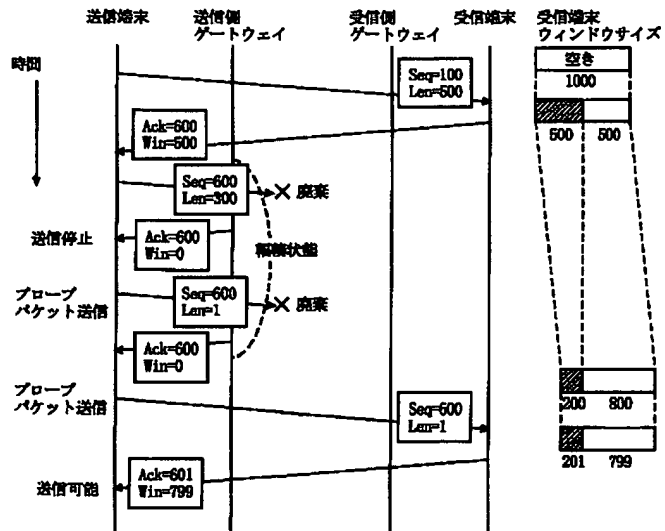 送信端末
送信側
ゲートウェイ
受信側
ゲートウェイ
受信端末
受信端末
ウィンドウサイズ
時間
Seq=100
Len=500
空き
1000
Ack=600
Win=500
500
500
Seq=600
Len=300
廃棄
送信停止
Ack=600
Win=0
輻輳状態
プローブ
パケット送信
Seq=600
Len=1
廃棄
Ack=600
Win=0
プローブ
パケット送信
Seq=600
Len=1
200
800
201
799
送信可能
Ack=601
Win=799